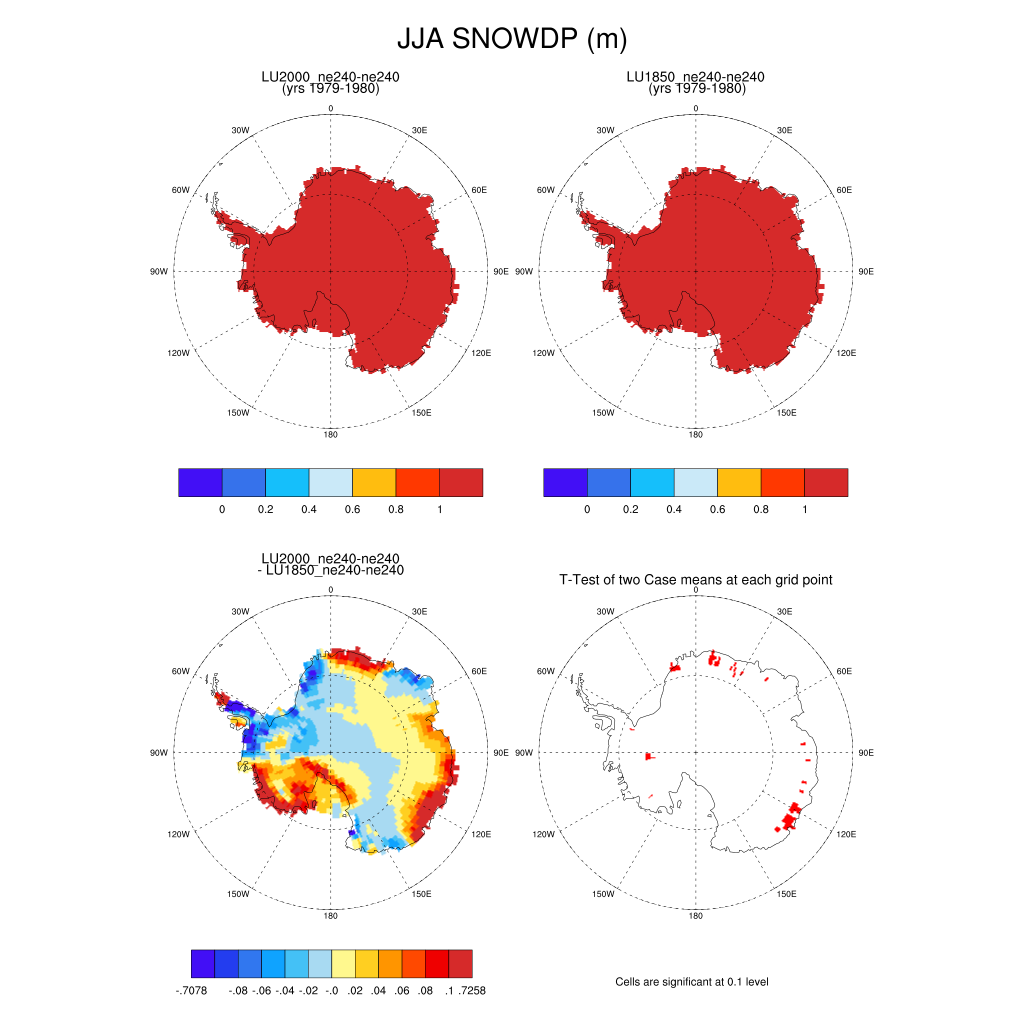 JJA SNOWDP (m)
LU2000_ne240-ne240
(yrs 1979-1980)
LU1850_ne240-ne240
(yrs 1979-1980)
0
30W
30E
60W
60E
90W
90E
120W
120E
150W
150E
180
0
30W
30E
60W
60E
90W
90E
120W
120E
150W
150E
180
0 0.2 0.4 0.6 0.8 1
0 0.2 0.4 0.6 0.8 1
LU2000_ne240-ne240
- LU1850_ne240-ne240
T-Test of two Case means at each grid point
0
30W
30E
60W
60E
90W
90E
120W
120E
150W
150E
180
0
30W
30E
60W
60E
90W
90E
120W
120E
150W
150E
180
-.7078 -.08 -.06 -.04 -.02 -.0 .02 .04 .06 .08 .1 .7258
Cells are significant at 0.1 level